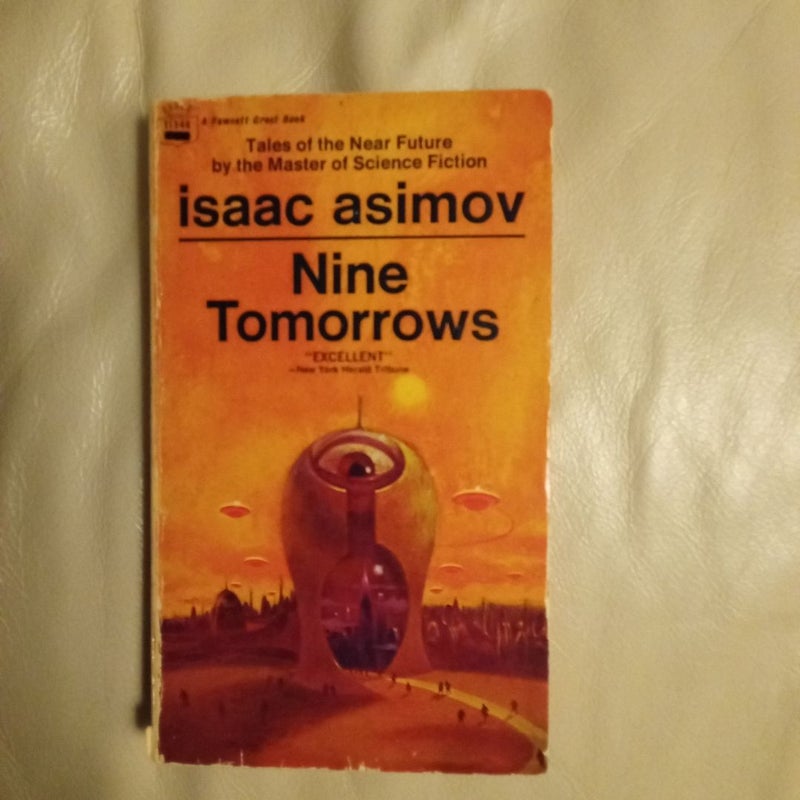 A Fawcett Crest Book
Tales of the Near Future
by the Master of Science Fiction
isaac asimov
Nine
Tomorrows
"EXCELLENT"
—New York Herald Tribune